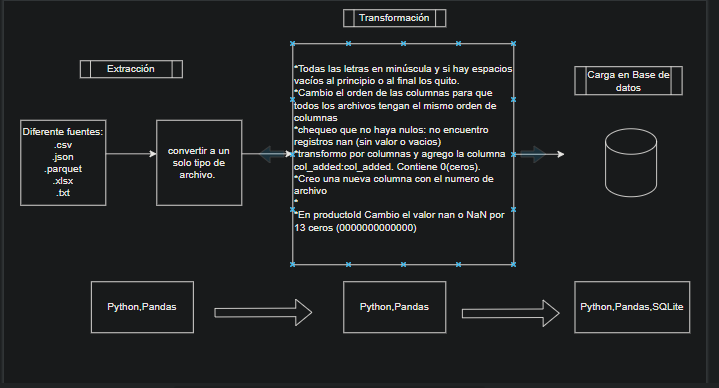 Transformación
Extracción
Carga en Base de
datos
Diferente fuentes:
.csv
.json
.parquet
.xlsx
.txt
convertir a un
solo tipo de
archivo.
*Todas las letras en minúscula y si hay espacios
vacíos al principio o al final los quito.
*Cambio el orden de las columnas para que
todos los archivos tengan el mismo orden de
columnas
*chequeo que no haya nulos: no encuentro
registros nan (sin valor o vacios)
*transformo por columnas y agrego la columna
col_added:col_added. Contiene 0(ceros).
*Creo una nueva columna con el numero de
archivo
*
*En productoId Cambio el valor nan o NaN por
13 ceros (0000000000000)
Python,Pandas
Python,Pandas
Python,Pandas,SQLite